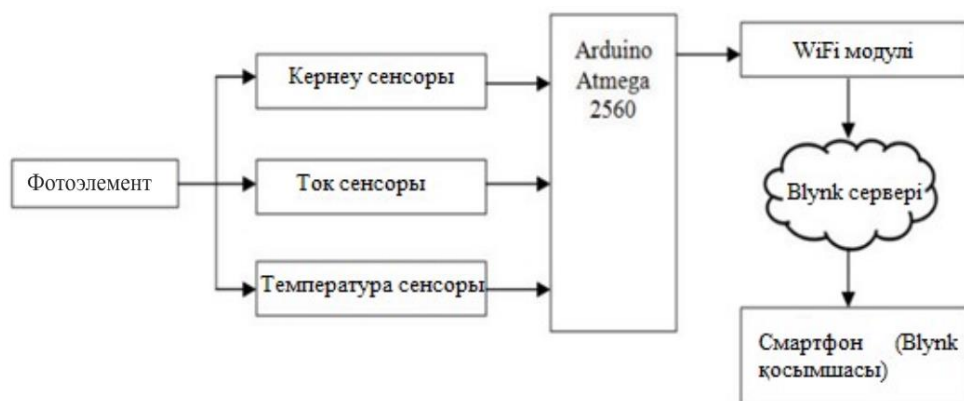 Фотоэлемент
Кернеу сенсоры
Ток сенсоры
Температура сенсоры
Arduino
Atmega
2560
WiFi модулі
Blynk сервері
Смартфон (Blynk
қосымшасы)